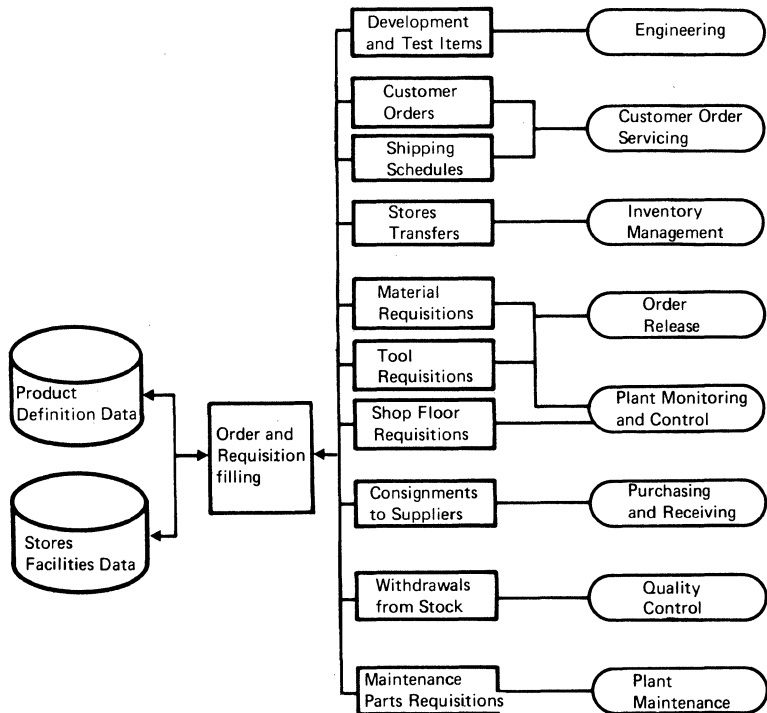 Development
and Test Items
Engineering
Customer
Orders
Customer Order
Servicing
Shipping
Schedules
Stores
Transfers
Inventory
Management
Material
Requisitions
Order
Release
Tool
Requisitions
Product
Definition Data
Plant Monitoring
and Control
Order and
Requisition
filling
Shop Floor
Requisitions
Consignments
to Suppliers
Purchasing
and Receiving
Stores
Facilities Data
Withdrawals
from Stock
Quality
Control
Maintenance
Parts Requisitions
Plant
Maintenance